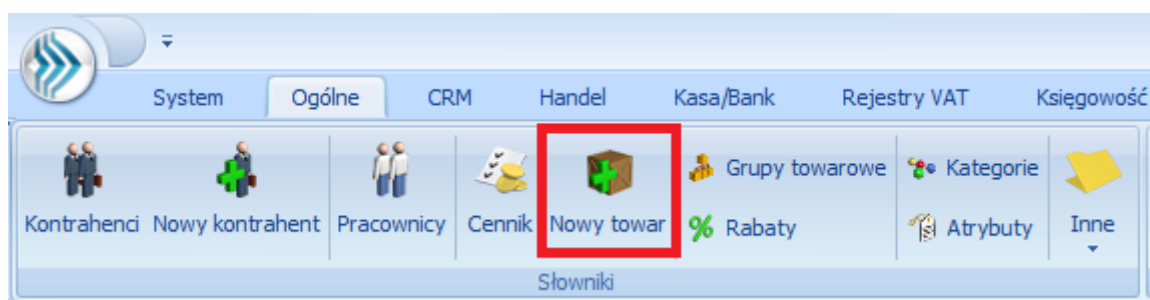 System Ogólne CRM Handel Kasa/Bank Rejestry VAT Księgowość
Grupy towarowe Kategorie
Kontrahenci Nowy kontrahent Pracownicy Cennik Nowy towar Rabaty Atrybuty Inne
Słowniki